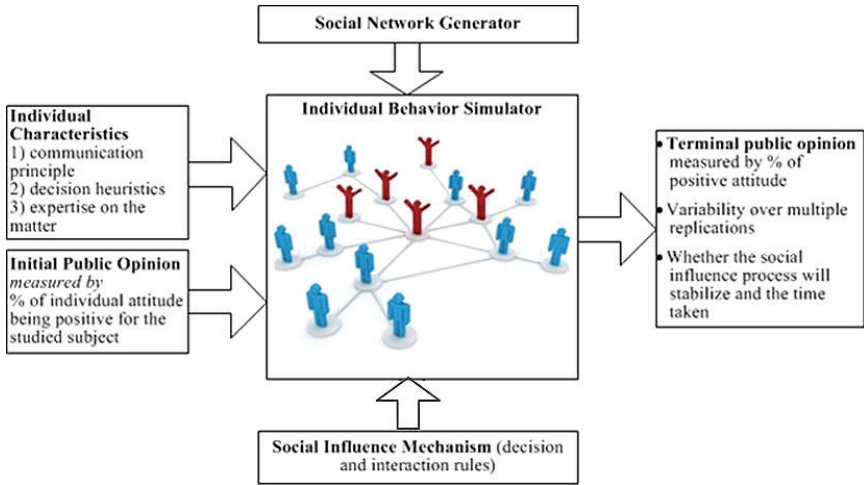 Social Network Generator
Individual Behavior Simulator
Individual
Characteristics
1) communication
principle
2) decision heuristics
3) expertise on the
matter
Initial Public Opinion
measured by
% of individual attitude
being positive for the
studied subject
• Terminal public opinion
measured by % of
positive attitude
• Variability over multiple
replications
• Whether the social
influence process will
stabilize and the time
taken
Social Influence Mechanism (decision
and interaction rules)